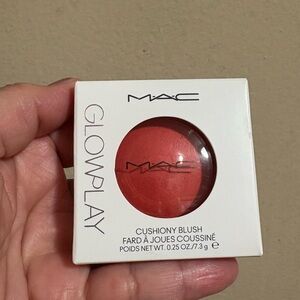 MAC
GLOWPLAY
MAC
CUSHIONY BLUSH
FARD À JOUES COUSSINÉ
POIDS NET WT. 0.25 OZ./7.3 g ℮